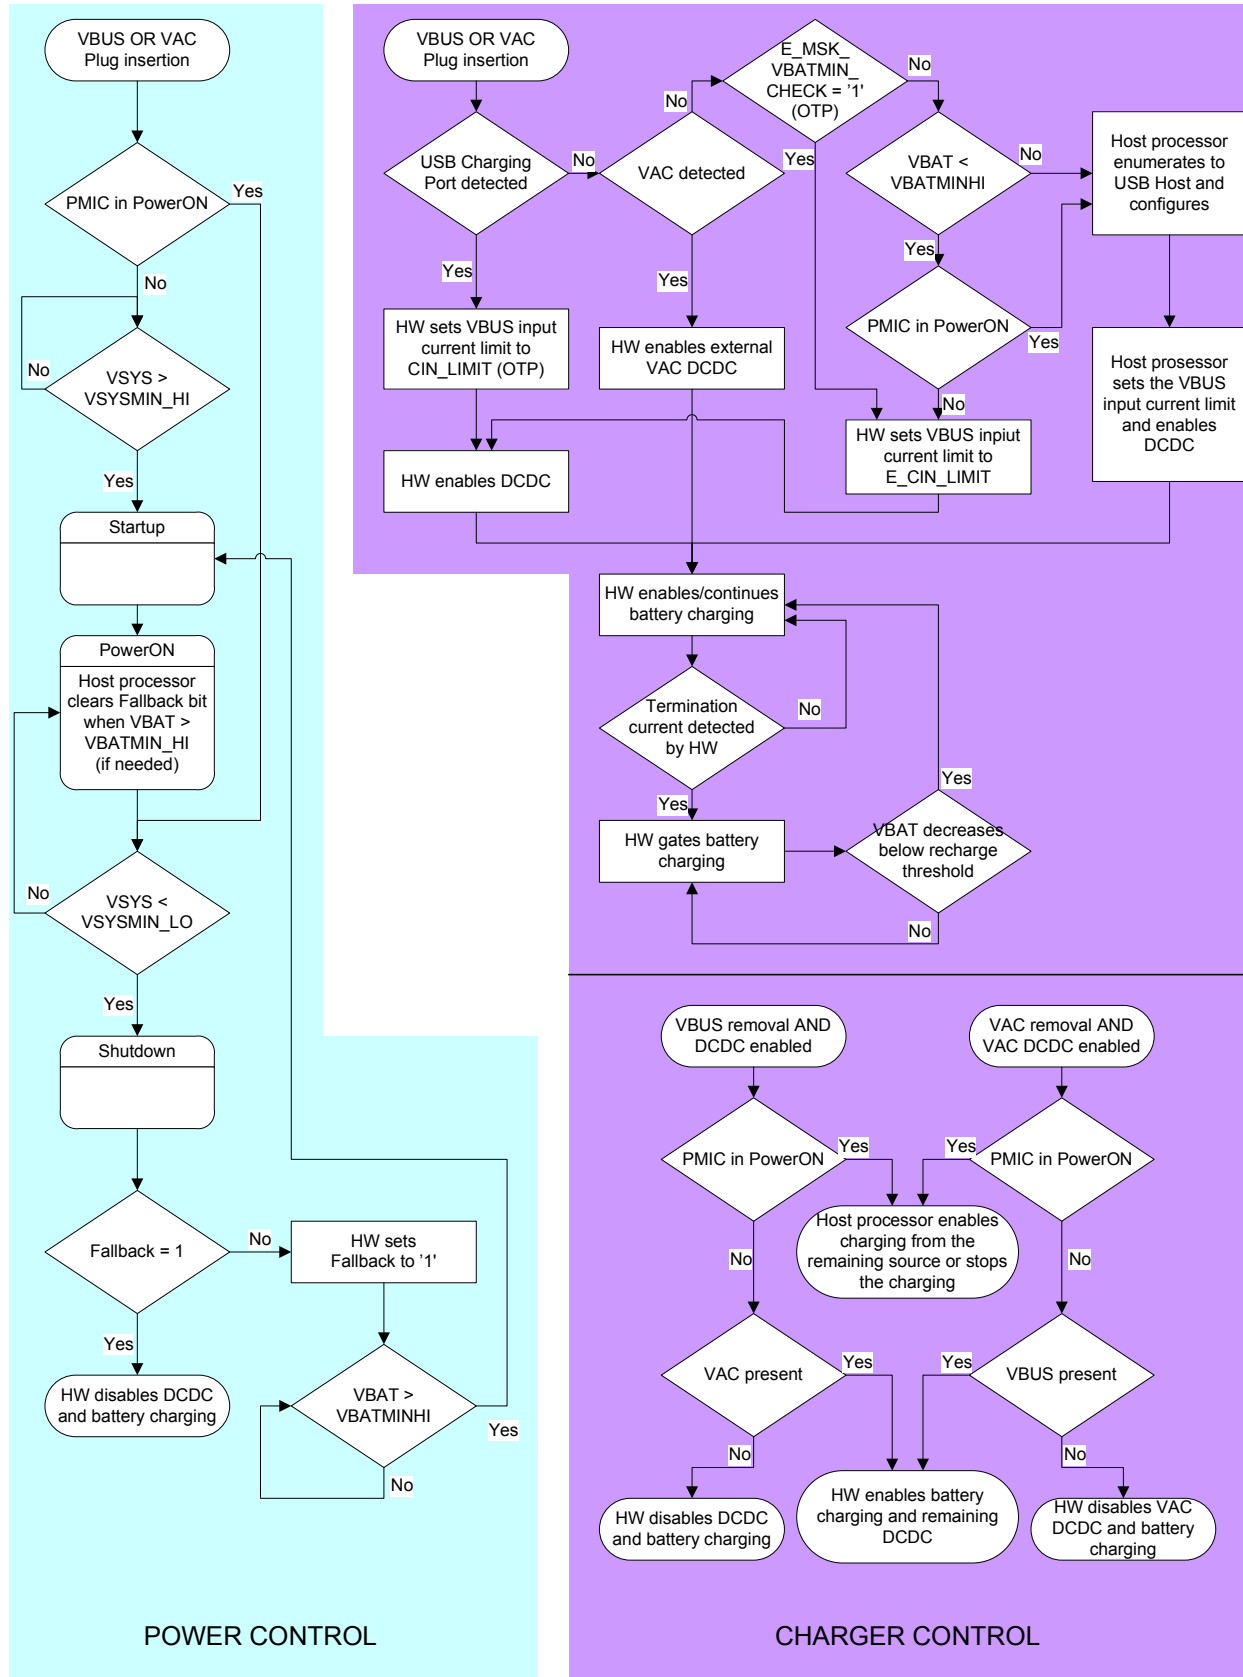 VBUS OR VAC
Plug insertion
PMIC in PowerON
Yes
No
VSYS >
VSYSMIN_HI
No
Yes
Startup
PowerON
Host processor
clears Fallback bit
when VBAT >
VBATMIN_HI
(if needed)
VSYS <
VSYSMIN_LO
No
Yes
Shutdown
Fallback = 1
No
HW sets
Fallback to '1'
Yes
HW disables DCDC
and battery charging
VBAT >
VBATMINHI
Yes
No
POWER CONTROL
VBUS OR VAC
Plug insertion
USB Charging
Port detected
No
Yes
VAC detected
No
Yes
E_MSK_
VBATMIN_
CHECK = '1'
(OTP)
No
Yes
VBAT <
VBATMINHI
No
Yes
Host processor
enumerates to
USB Host and
configures
PMIC in PowerON
Yes
No
HW sets VBUS input
current limit to
CIN_LIMIT (OTP)
HW enables external
VAC DCDC
Host prosessor
sets the VBUS
input current limit
and enables
DCDC
HW enables DCDC
HW sets VBUS inpiut
current limit to
E_CIN_LIMIT
HW enables/continues
battery charging
Termination
current detected
by HW
No
Yes
HW gates battery
charging
VBAT decreases
below recharge
threshold
Yes
No
VBUS removal AND
DCDC enabled
VAC removal AND
VAC DCDC enabled
PMIC in PowerON
Yes
No
PMIC in PowerON
Yes
No
Host processor enables
charging from the
remaining source or stops
the charging
VAC present
Yes
No
VBUS present
Yes
No
HW disables DCDC
and battery charging
HW enables battery
charging and remaining
DCDC
HW disables VAC
DCDC and battery
charging
CHARGER CONTROL